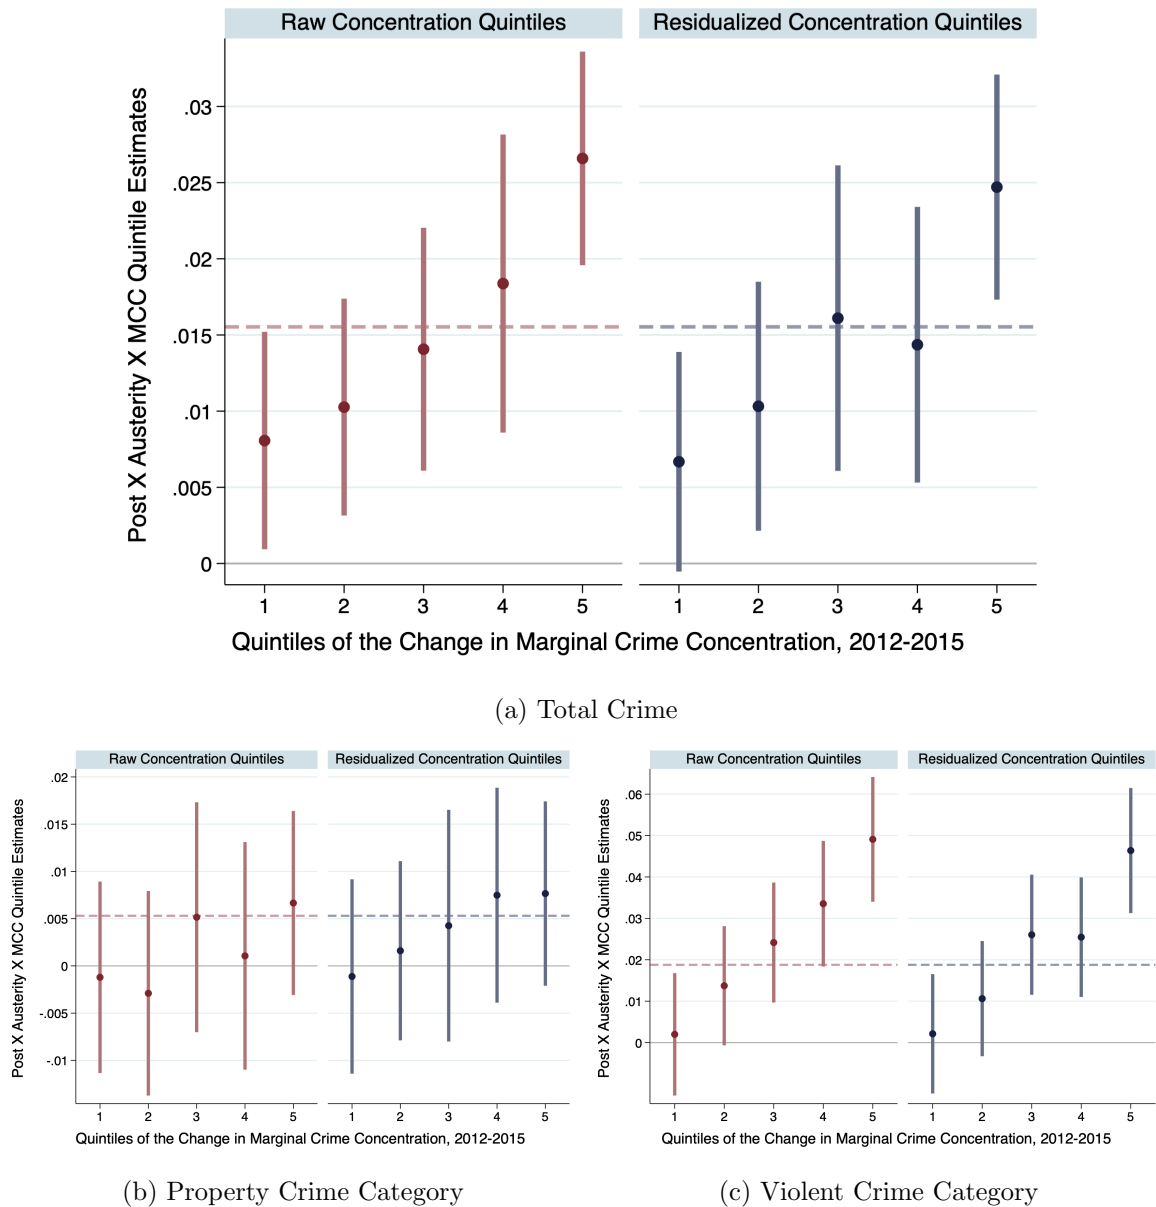 Raw Concentration Quintiles
Residualized Concentration Quintiles
Post X Austerity X MCC Quintile Estimates
.03
.025
.02
.015
.01
.005
0
1 2 3 4 5
1 2 3 4 5
Quintiles of the Change in Marginal Crime Concentration, 2012-2015
(a) Total Crime
Raw Concentration Quintiles
Residualized Concentration Quintiles
Post X Austerity X MCC Quintile Estimates
.02
.015
.01
.005
0
-.005
-.01
1 2 3 4 5
1 2 3 4 5
Quintiles of the Change in Marginal Crime Concentration, 2012-2015
(b) Property Crime Category
Raw Concentration Quintiles
Residualized Concentration Quintiles
Post X Austerity X MCC Quintile Estimates
.06
.05
.04
.03
.02
.01
0
1 2 3 4 5
1 2 3 4 5
Quintiles of the Change in Marginal Crime Concentration, 2012-2015
(c) Violent Crime Category